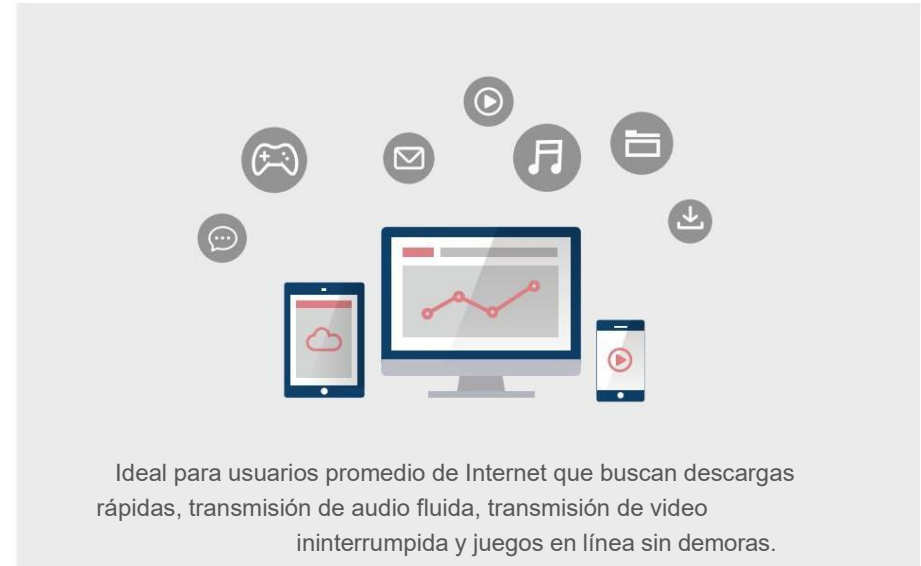 Ideal para usuarios promedio de Internet que buscan descargas
rápidas, transmisión de audio fluida, transmisión de video
ininterrumpida y juegos en línea sin demoras.